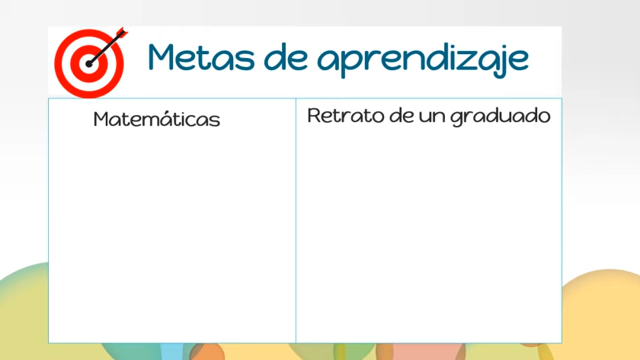 Metas de aprendizaje
Matemáticas
Retrato de un graduado